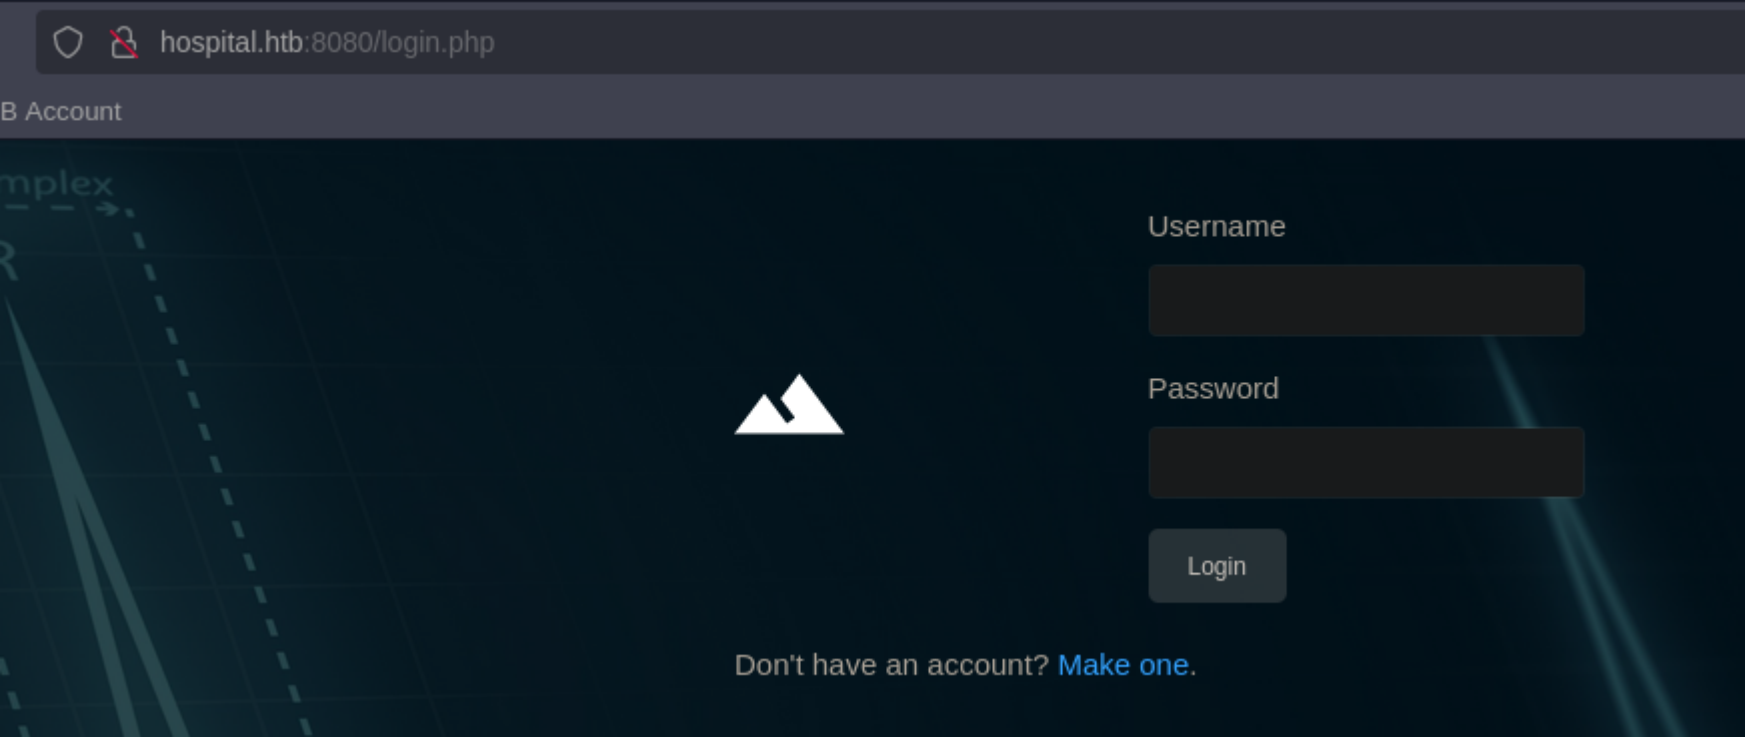 hospital.htb:8080/login.php
B Account
mplex
R
Username
Password
Login
Don't have an account? Make one.